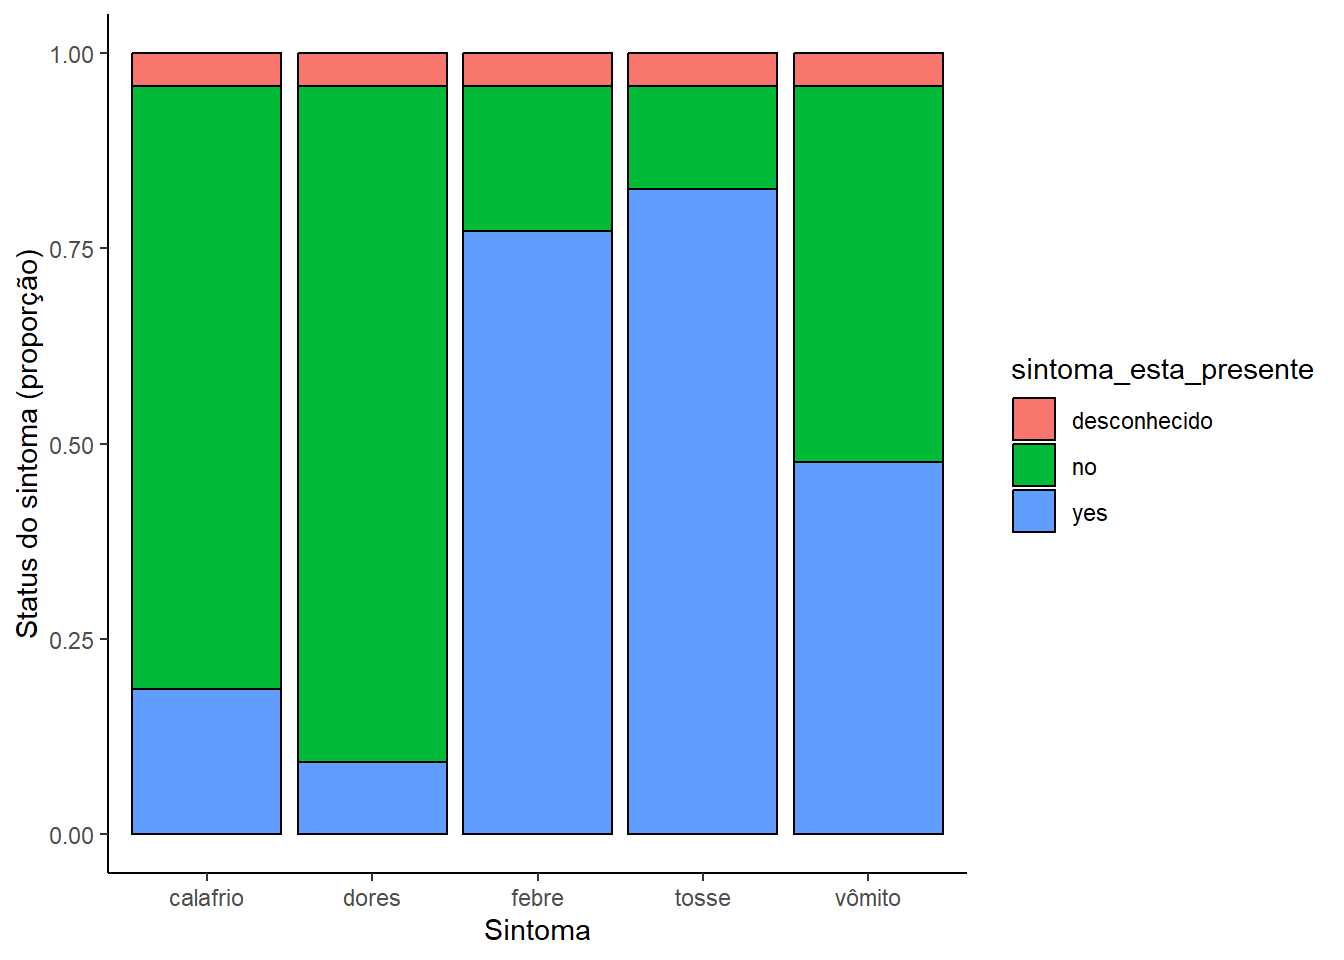 1.00
0.75
0.50
0.25
0.00
Status do sintoma (proporção)
calafrio dores febre tosse vômito
Sintoma
sintoma_esta_presente
desconhecido
no
yes